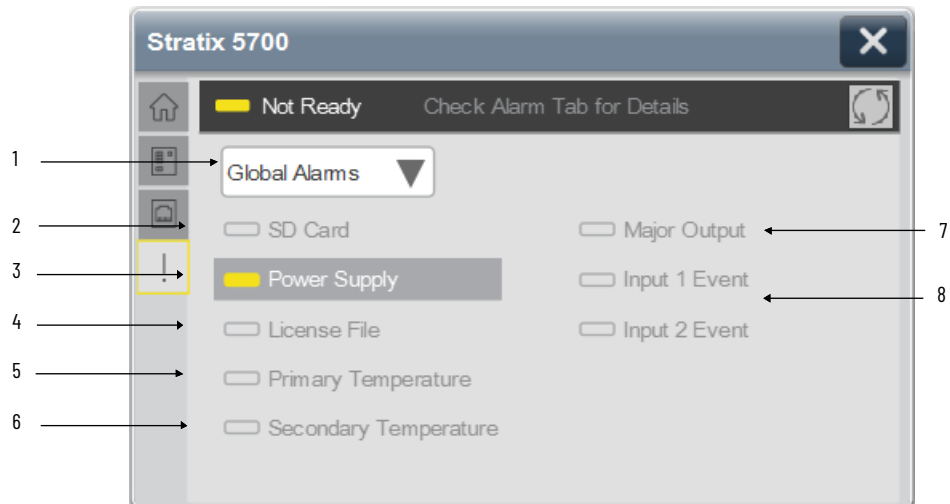 Stratix 5700
Not Ready Check Alarm Tab for Details
1
Global Alarms
2
SD Card
Major Output
7
3
Power Supply
Input 1 Event
8
4
License File
Input 2 Event
5
Primary Temperature
6
Secondary Temperature